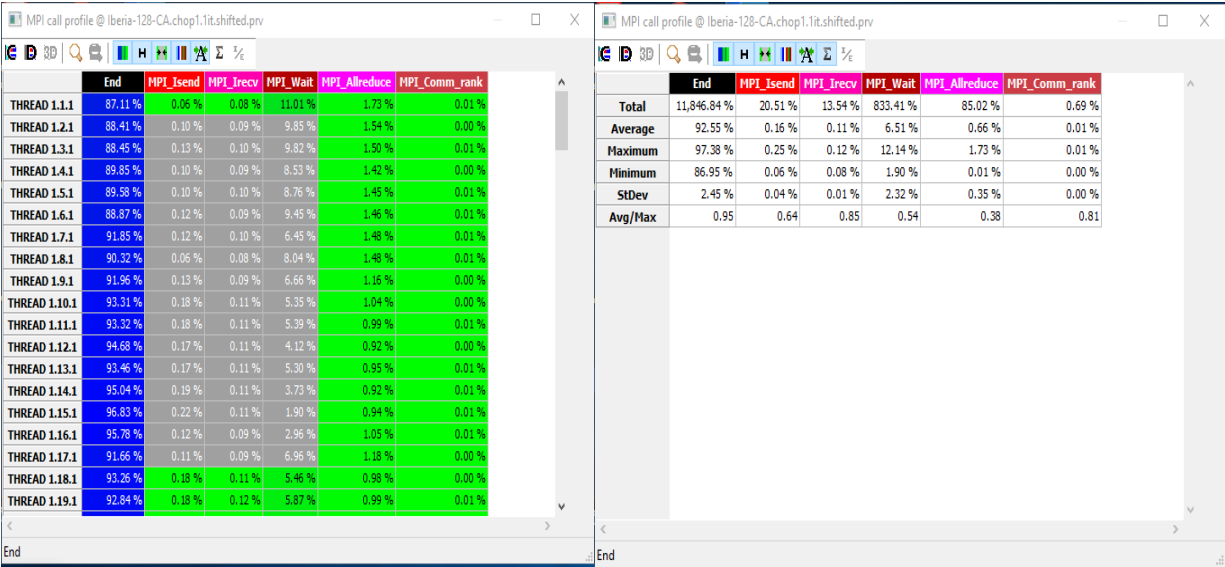 MPI call profile @ Iberia-128-CA.chop1.1it.shifted.prv
3D Σ
End MPI_Isend MPI_Irecv MPI_Wait MPI_Allreduce MPI_Comm_rank
THREAD 1.1.1 87.11 % 0.06 % 0.08 % 11.01 % 1.73 % 0.01 %
THREAD 1.2.1 88.41 % 0.10 % 0.09 % 9.85 % 1.54 % 0.00 %
THREAD 1.3.1 88.45 % 0.13 % 0.10 % 9.82 % 1.50 % 0.01 %
THREAD 1.4.1 89.85 % 0.10 % 0.09 % 8.53 % 1.42 % 0.00 %
THREAD 1.5.1 89.58 % 0.10 % 0.10 % 8.76 % 1.45 % 0.01 %
THREAD 1.6.1 88.87 % 0.12 % 0.09 % 9.45 % 1.46 % 0.01 %
THREAD 1.7.1 91.85 % 0.12 % 0.10 % 6.45 % 1.48 % 0.01 %
THREAD 1.8.1 90.32 % 0.06 % 0.08 % 8.04 % 1.48 % 0.01 %
THREAD 1.9.1 91.96 % 0.13 % 0.09 % 6.66 % 1.16 % 0.00 %
THREAD 1.10.1 93.31 % 0.18 % 0.11 % 5.35 % 1.04 % 0.00 %
THREAD 1.11.1 93.32 % 0.18 % 0.11 % 5.39 % 0.99 % 0.01 %
THREAD 1.12.1 94.68 % 0.17 % 0.11 % 4.12 % 0.92 % 0.00 %
THREAD 1.13.1 93.46 % 0.17 % 0.11 % 5.30 % 0.95 % 0.01 %
THREAD 1.14.1 95.04 % 0.19 % 0.11 % 3.73 % 0.92 % 0.01 %
THREAD 1.15.1 96.83 % 0.22 % 0.11 % 1.90 % 0.94 % 0.01 %
THREAD 1.16.1 95.78 % 0.12 % 0.09 % 2.96 % 1.05 % 0.01 %
THREAD 1.17.1 91.66 % 0.11 % 0.09 % 6.96 % 1.18 % 0.00 %
THREAD 1.18.1 93.26 % 0.18 % 0.11 % 5.46 % 0.98 % 0.00 %
THREAD 1.19.1 92.84 % 0.18 % 0.12 % 5.87 % 0.99 % 0.01 %
End
MPI call profile @ Iberia-128-CA.chop1.1it.shifted.prv
3D Σ
End MPI_Isend MPI_Irecv MPI_Wait MPI_Allreduce MPI_Comm_rank
Total 11,846.84 % 20.51 % 13.54 % 833.41 % 85.02 % 0.69 %
Average 92.55 % 0.16 % 0.11 % 6.51 % 0.66 % 0.01 %
Maximum 97.38 % 0.25 % 0.12 % 12.14 % 1.73 % 0.01 %
Minimum 86.95 % 0.06 % 0.08 % 1.90 % 0.01 % 0.00 %
StDev 2.45 % 0.04 % 0.01 % 2.32 % 0.35 % 0.00 %
Avg/Max 0.95 0.64 0.85 0.54 0.38 0.81
End